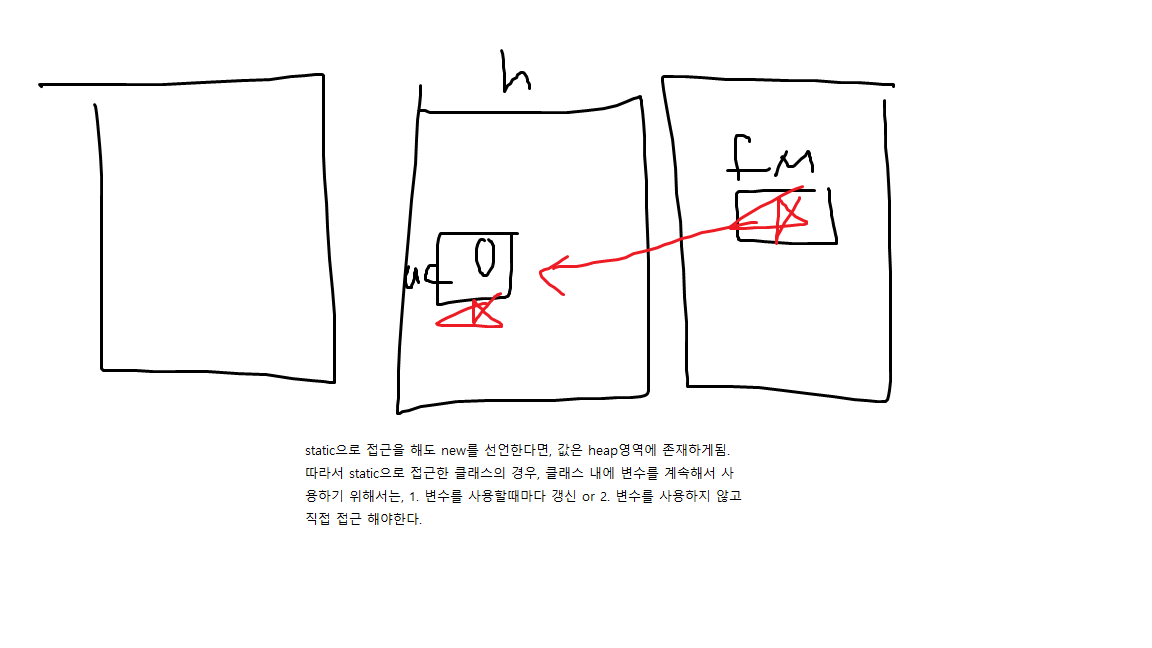 h
FM
uc 0
static으로 접근을 해도 new를 선언한다면, 값은 heap영역에 존재하게됨.
따라서 static으로 접근한 클래스의 경우, 클래스 내에 변수를 계속해서 사
용하기 위해서는, 1. 변수를 사용할때마다 갱신 or 2. 변수를 사용하지 않고
직접 접근 해야한다.